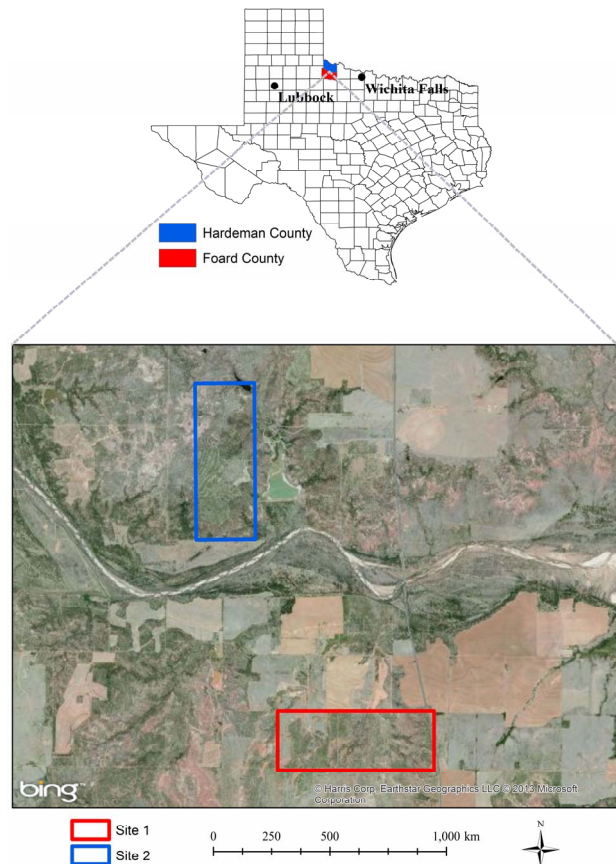 Lubbock
Wichita Falls
Hardeman County
Foard County
bing™
© Harris Corp, Earthstar Geographics LLC © 2013 Microsoft
Corporation
Site 1
Site 2
0 250 500 1,000 km
N